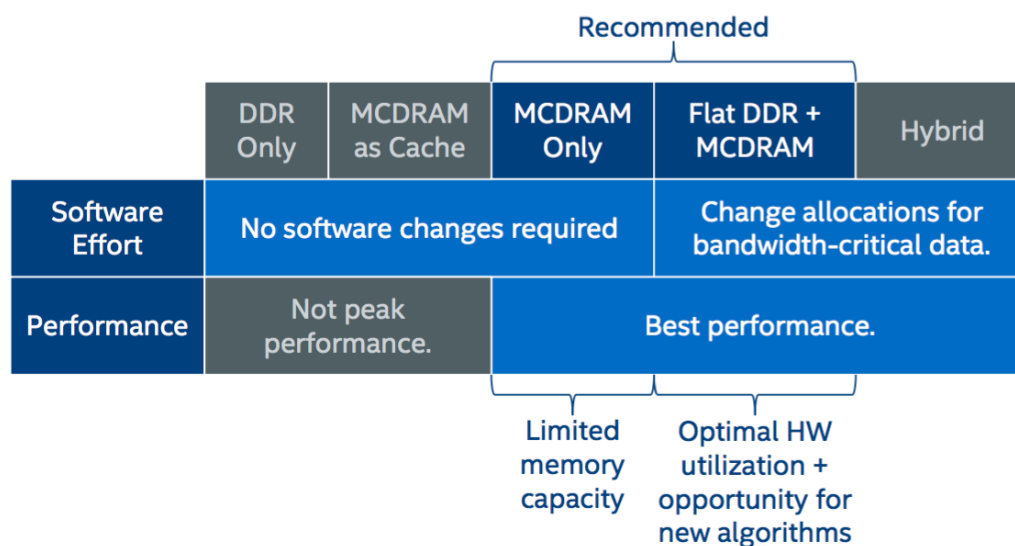 Recommended
DDR
Only
MCDRAM
as Cache
MCDRAM
Only
Flat DDR +
MCDRAM
Hybrid
Software
Effort
No software changes required
Change allocations for
bandwidth-critical data.
Performance
Not peak
performance.
Best performance.
Limited
memory
capacity
Optimal HW
utilization +
opportunity for
new algorithms